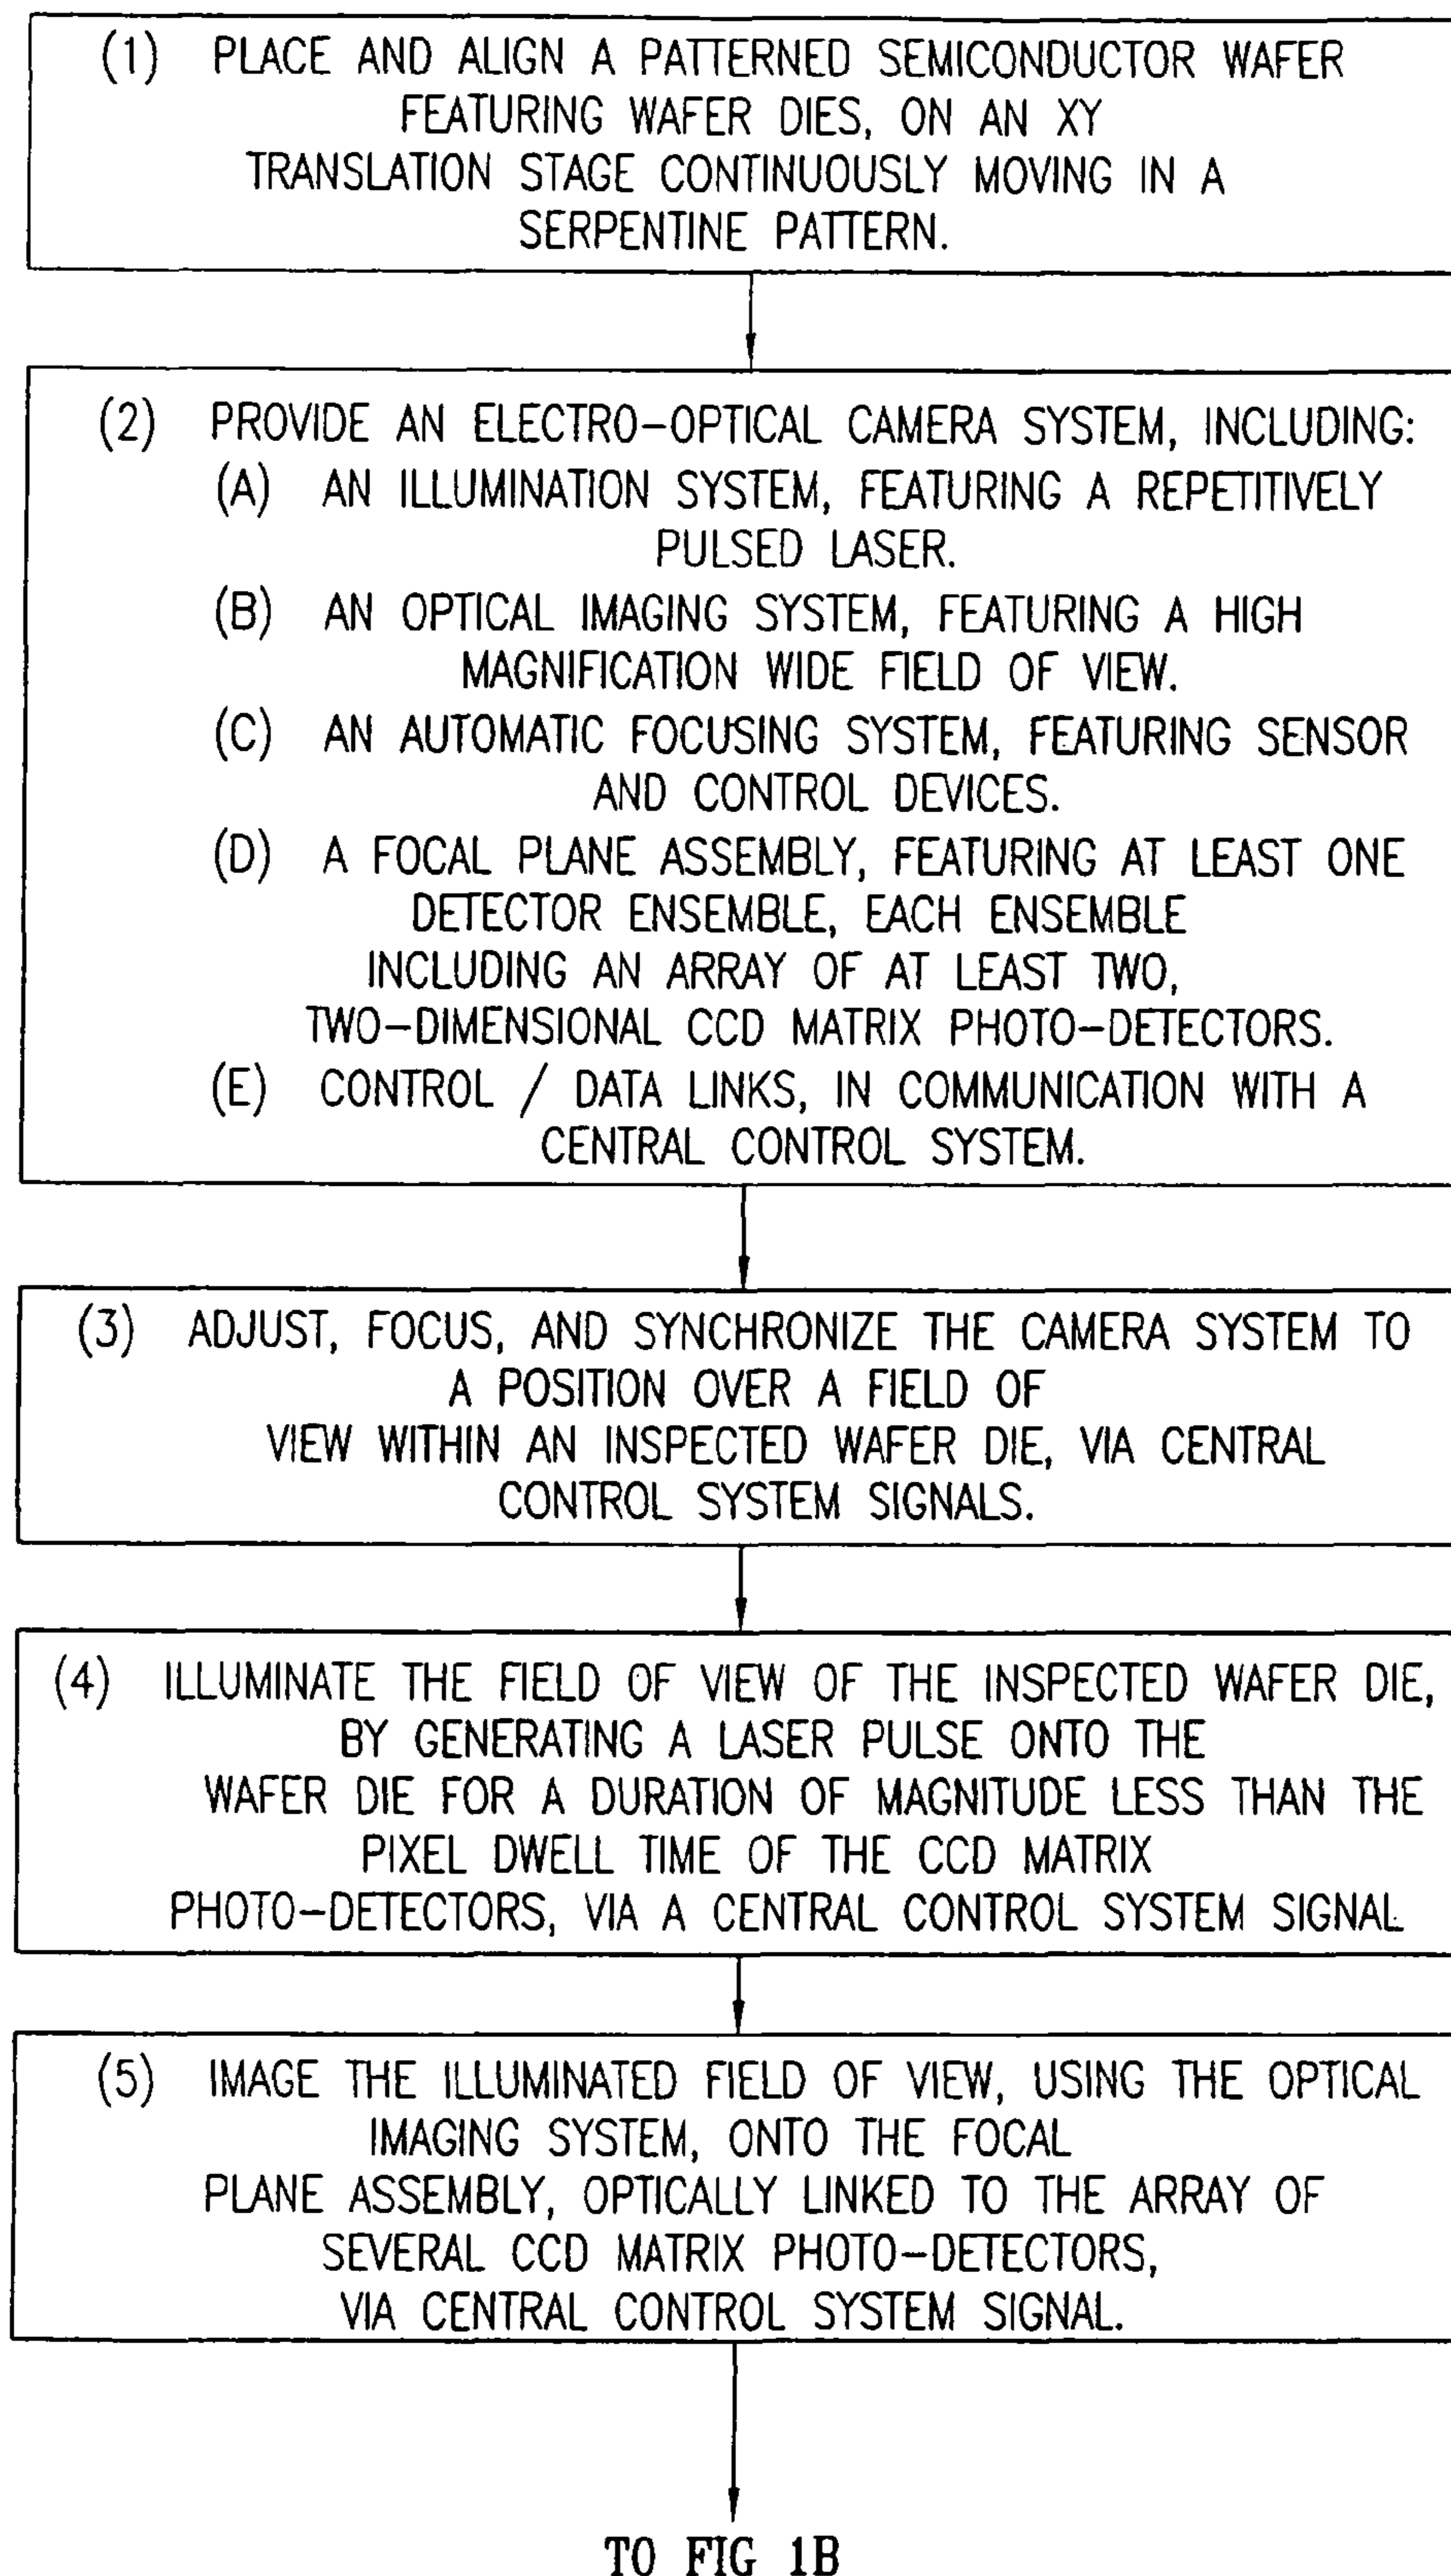 (1) PLACE AND ALIGN A PATTERNED SEMICONDUCTOR WAFER
FEATURING WAFER DIES, ON AN XY
TRANSLATION STAGE CONTINUOUSLY MOVING IN A
SERPENTINE PATTERN.
(2) PROVIDE AN ELECTRO-OPTICAL CAMERA SYSTEM, INCLUDING:
(A) AN ILLUMINATION SYSTEM, FEATURING A REPETITIVELY
PULSED LASER.
(B) AN OPTICAL IMAGING SYSTEM, FEATURING A HIGH
MAGNIFICATION WIDE FIELD OF VIEW.
(C) AN AUTOMATIC FOCUSING SYSTEM, FEATURING SENSOR
AND CONTROL DEVICES.
(D) A FOCAL PLANE ASSEMBLY, FEATURING AT LEAST ONE
DETECTOR ENSEMBLE, EACH ENSEMBLE
INCLUDING AN ARRAY OF AT LEAST TWO,
TWO-DIMENSIONAL CCD MATRIX PHOTO-DETECTORS.
(E) CONTROL / DATA LINKS, IN COMMUNICATION WITH A
CENTRAL CONTROL SYSTEM.
(3) ADJUST, FOCUS, AND SYNCHRONIZE THE CAMERA SYSTEM TO
A POSITION OVER A FIELD OF
VIEW WITHIN AN INSPECTED WAFER DIE, VIA CENTRAL
CONTROL SYSTEM SIGNALS.
(4) ILLUMINATE THE FIELD OF VIEW OF THE INSPECTED WAFER DIE,
BY GENERATING A LASER PULSE ONTO THE
WAFER DIE FOR A DURATION OF MAGNITUDE LESS THAN THE
PIXEL DWELL TIME OF THE CCD MATRIX
PHOTO-DETECTORS, VIA A CENTRAL CONTROL SYSTEM SIGNAL.
(5) IMAGE THE ILLUMINATED FIELD OF VIEW, USING THE OPTICAL
IMAGING SYSTEM, ONTO THE FOCAL
PLANE ASSEMBLY, OPTICALLY LINKED TO THE ARRAY OF
SEVERAL CCD MATRIX PHOTO-DETECTORS,
VIA CENTRAL CONTROL SYSTEM SIGNAL.
TO FIG 1B